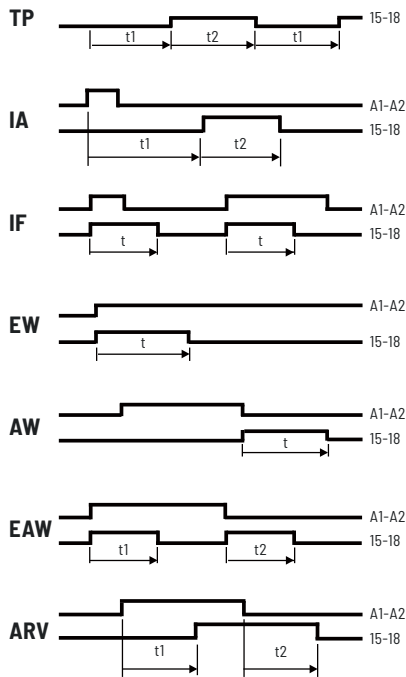 TP 15-18
t1 t2 t1
A1-A2
IA 15-18
t1 t2
A1-A2
IF 15-18
t t
A1-A2
EW 15-18
t
A1-A2
AW 15-18
t
A1-A2
EAW 15-18
t1 t2
A1-A2
ARV 15-18
t1 t2